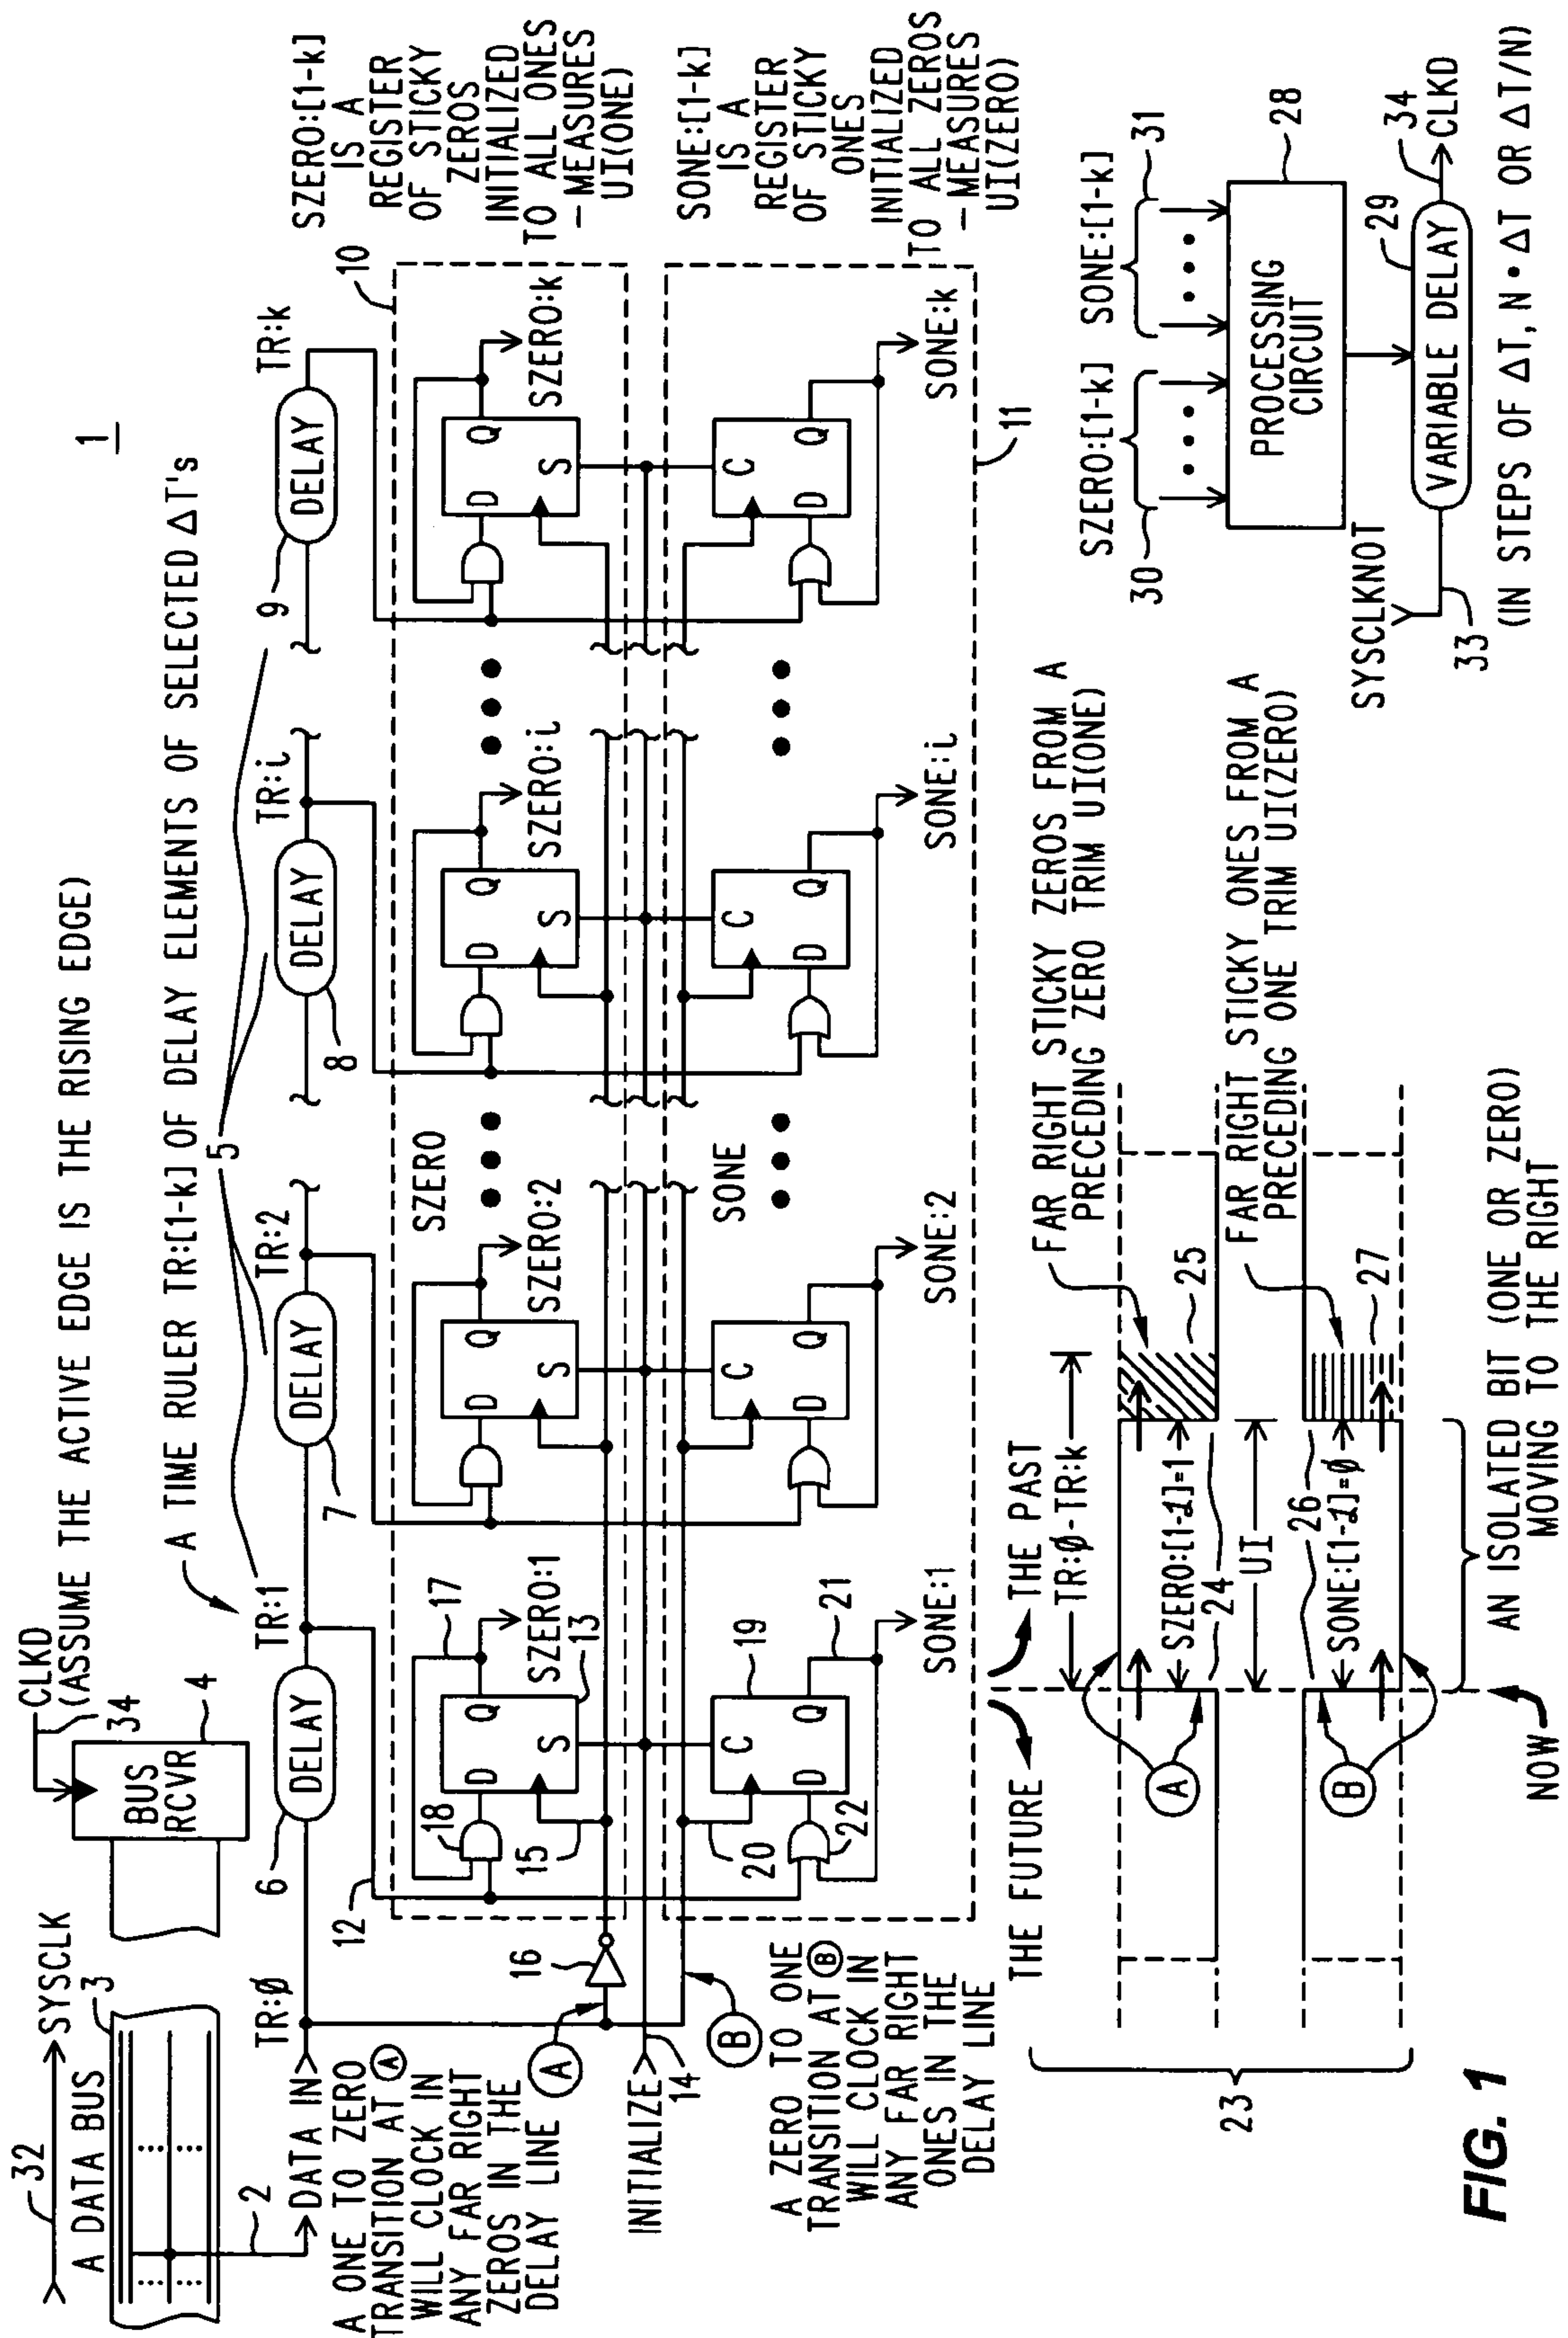 1
32
SYSCLK
A DATA BUS
3
2
CLKD
(ASSUME THE ACTIVE EDGE IS THE RISING EDGE)
34
BUS
RCVR
4
A TIME RULER TR:[1-k] OF DELAY ELEMENTS OF SELECTED ΔT's
5
DATA IN
TR:Ø
6
DELAY
TR:1
7
DELAY
TR:2
8
DELAY
TR:i
9
DELAY
TR:k
A ONE TO ZERO
TRANSITION AT Ⓐ
WILL CLOCK IN
ANY FAR RIGHT
ZEROS IN THE
DELAY LINE
A
12
16
INITIALIZE
14
B
A ZERO TO ONE
TRANSITION AT Ⓑ
WILL CLOCK IN
ANY FAR RIGHT
ONES IN THE
DELAY LINE
10
SZERO
18
D
Q
S
15
17
13
SZERO:1
D
Q
S
SZERO:2
D
Q
S
SZERO:i
D
Q
S
SZERO:k
SONE
20
22
C
D
Q
19
21
SONE:1
C
D
Q
SONE:2
C
D
Q
SONE:i
C
D
Q
SONE:k
11
SZERO:[1-k]
IS A
REGISTER
OF STICKY
ZEROS
INITIALIZED
TO ALL ONES
– MEASURES
UI(ONE)
SONE:[1-k]
IS A
REGISTER
OF STICKY
ONES
INITIALIZED
TO ALL ZEROS
– MEASURES
UI(ZERO)
THE FUTURE
THE PAST
TR:Ø-TR:k
23
A
SZERO:[1-i]=1
24
25
UI
B
26
SONE:[1-i]=Ø
27
NOW
FAR RIGHT STICKY ZEROS FROM A
PRECEDING ZERO TRIM UI(ONE)
FAR RIGHT STICKY ONES FROM A
PRECEDING ONE TRIM UI(ZERO)
AN ISOLATED BIT (ONE OR ZERO)
MOVING TO THE RIGHT
SZERO:[1-k]
SONE:[1-k]
30
31
PROCESSING
CIRCUIT
28
SYSCLKNOT
33
VARIABLE DELAY
29
34
CLKD
(IN STEPS OF ΔT, N•ΔT OR ΔT/N)
FIG. 1